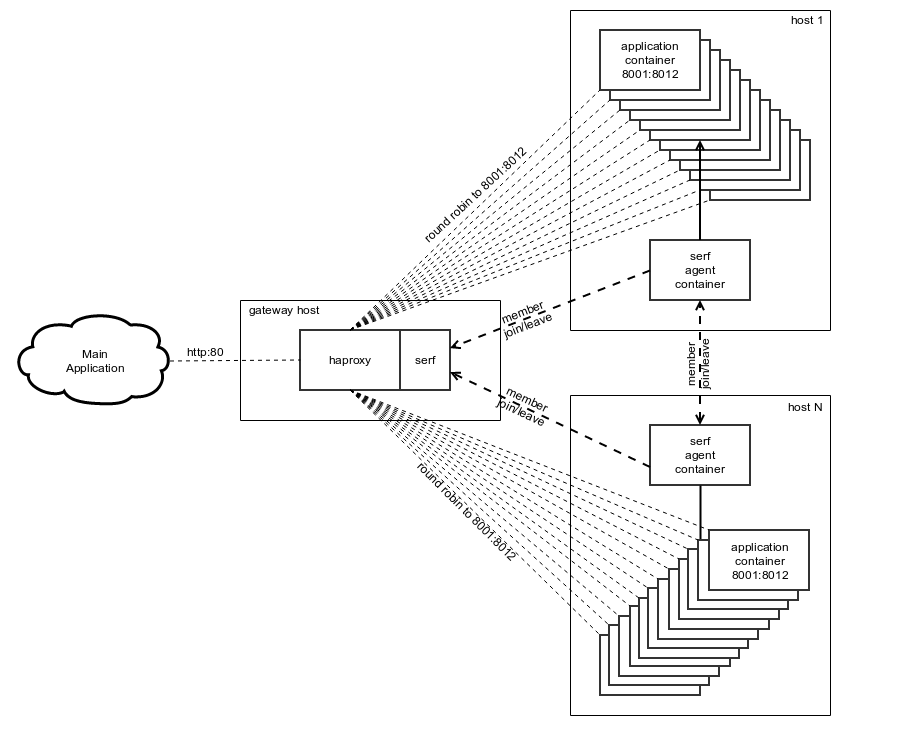 host 1
application
container
8001:8012
round robin to 8001:8012
serf
agent
container
gateway host
member
join/leave
Main
Application
http:80
haproxy
serf
member
join/leave
member
join/leave
host N
serf
agent
container
round robin to 8001:8012
application
container
8001:8012